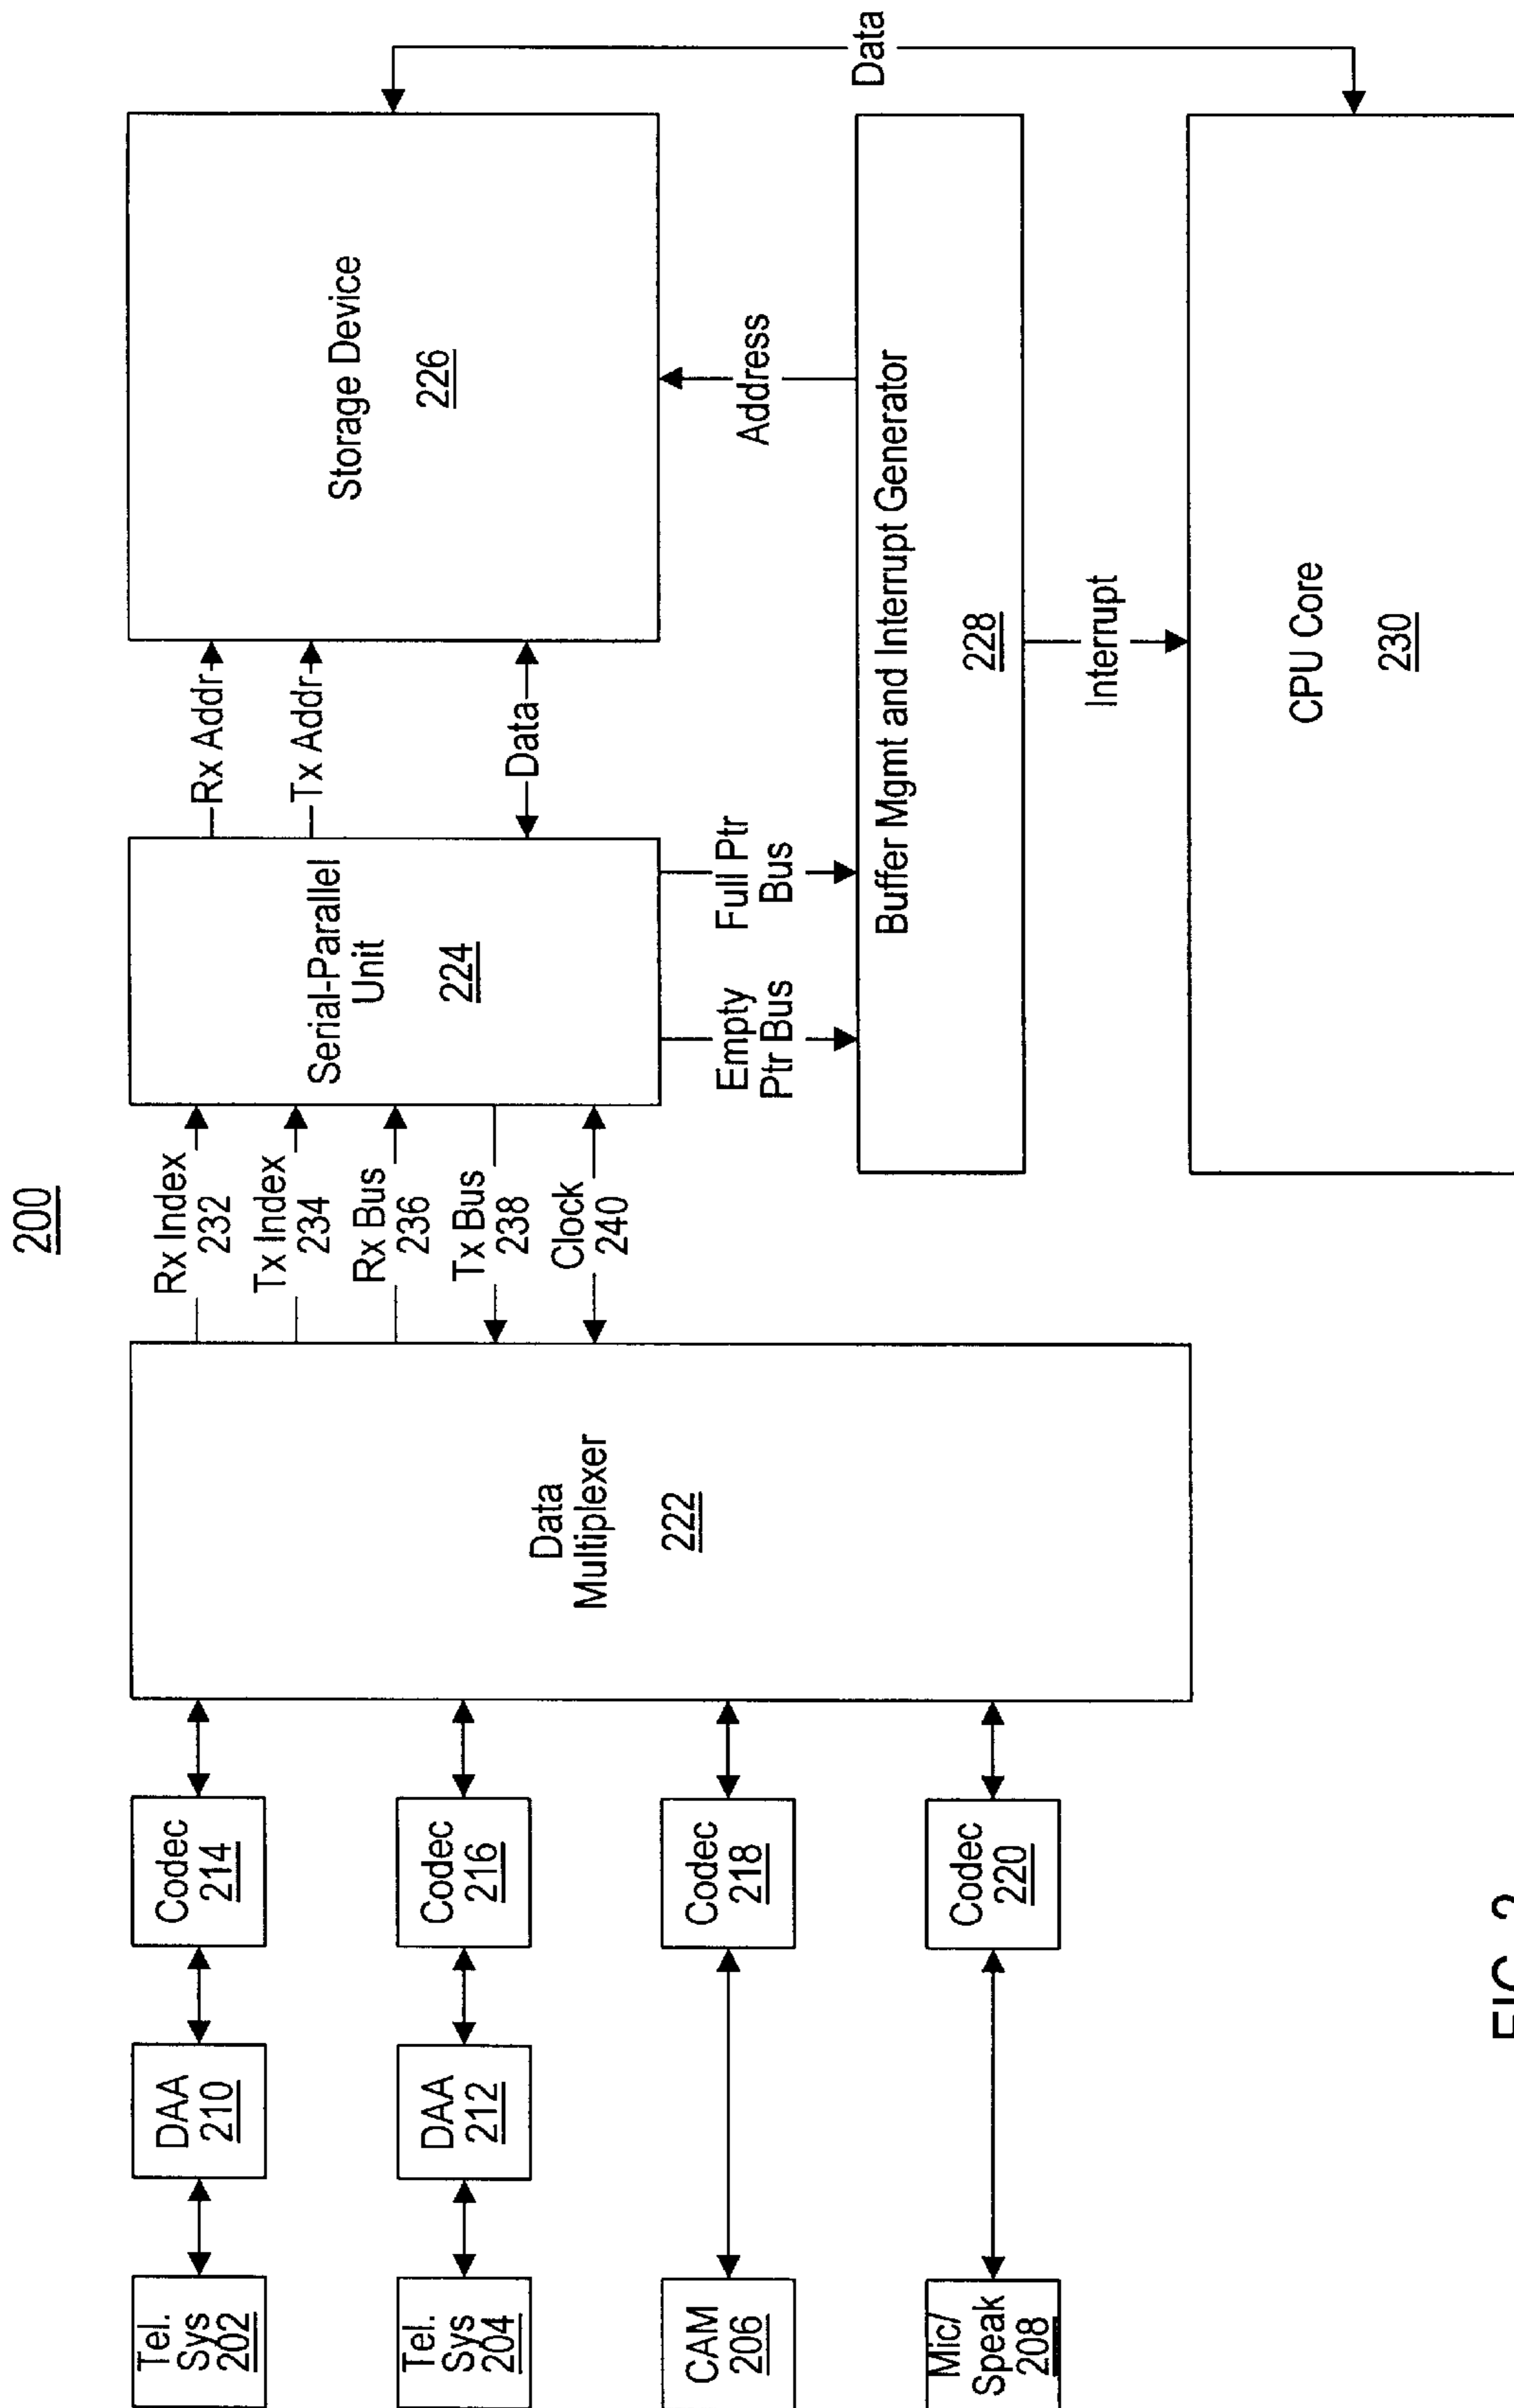 200
Tel.
Sys
202
DAA
210
Codec
214
Tel.
Sys
204
DAA
212
Codec
216
CAM
206
Codec
218
Mic/
Speak
208
Codec
220
Data
Multiplexer
222
Rx Index
232
Tx Index
234
Rx Bus
236
Tx Bus
238
Clock
240
Serial-Parallel
Unit
224
Rx Addr
Tx Addr
Data
Storage Device
226
Empty
Ptr Bus
Full Ptr
Bus
Address
Buffer Mgmt and Interrupt Generator
228
Interrupt
CPU Core
230
Data